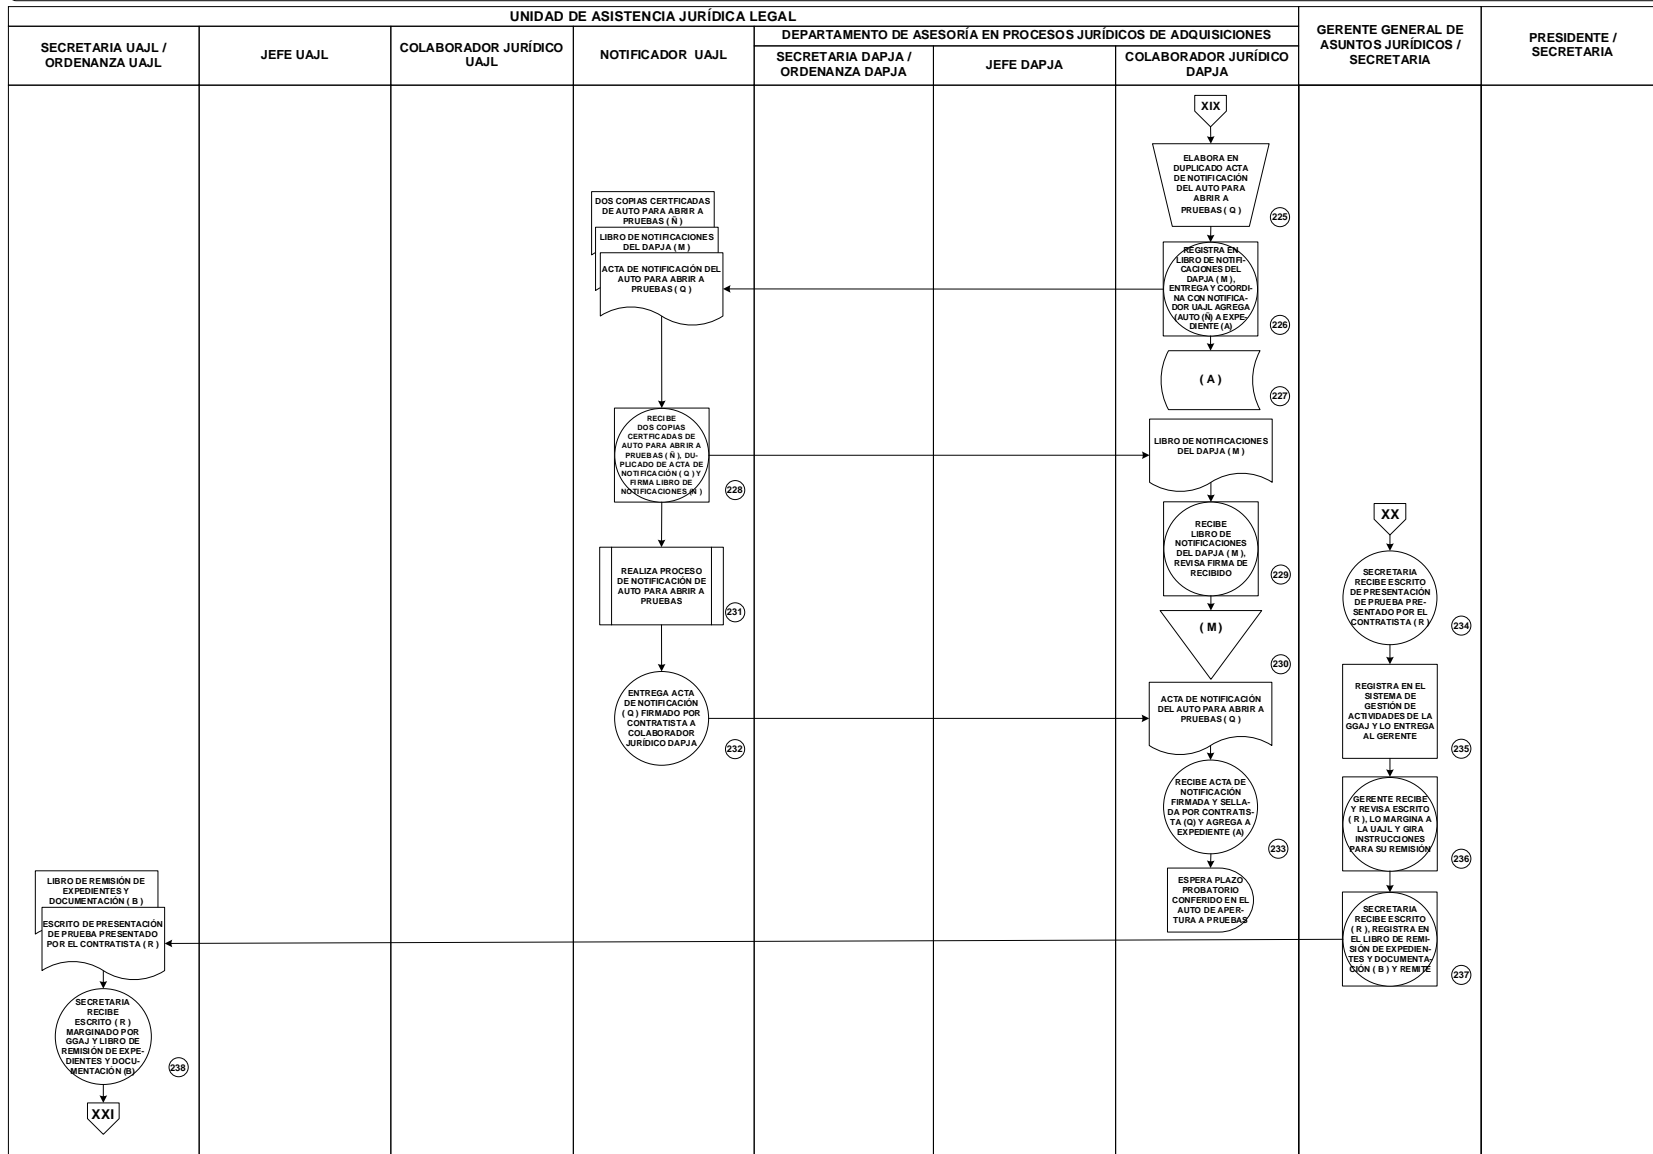 UNIDAD DE ASISTENCIA JURÍDICA LEGAL
SECRETARIA UAJL /
ORDENANZA UAJL
JEFE UAJL
COLABORADOR JURÍDICO
UAJL
NOTIFICADOR UAJL
DEPARTAMENTO DE ASESORÍA EN PROCESOS JURÍDICOS DE ADQUISICIONES
SECRETARIA DAPJA /
ORDENANZA DAPJA
JEFE DAPJA
COLABORADOR JURÍDICO
DAPJA
GERENTE GENERAL DE
ASUNTOS JURÍDICOS /
SECRETARIA
PRESIDENTE /
SECRETARIA
XIX
ELABORA EN
DUPLICADO ACTA
DE NOTIFICACIÓN
DEL AUTO PARA
ABRIR A
PRUEBAS ( Q )
225
DOS COPIAS CERTFICADAS
DE AUTO PARA ABRIR A
PRUEBAS ( Ñ )
LIBRO DE NOTIFICACIONES
DEL DAPJA ( M )
ACTA DE NOTIFICACIÓN DEL
AUTO PARA ABRIR A
PRUEBAS ( Q )
REGISTRA EN
LIBRO DE NOTIFI-
CACIONES DEL
DAPJA ( M ),
ENTREGA Y COORDI-
NA CON NOTIFICA-
DOR UAJL AGREGA
(AUTO (Ñ) A EXPE-
DIENTE (A)
226
( A )
227
RECIBE
DOS COPIAS
CERTFICADAS DE
AUTO PARA ABRIR A
PRUEBAS ( Ñ ), DU-
PLICADO DE ACTA DE
NOTIFICACIÓN ( Q ) Y
FIRMA LIBRO DE
NOTIFICACIONES (N )
228
LIBRO DE NOTIFICACIONES
DEL DAPJA ( M )
RECIBE
LIBRO DE
NOTIFICACIONES
DEL DAPJA ( M ),
REVISA FIRMA DE
RECIBIDO
229
( M )
230
REALIZA PROCESO
DE NOTIFICACIÓN DE
AUTO PARA ABRIR A
PRUEBAS
231
ENTREGA ACTA
DE NOTIFICACIÓN
( Q ) FIRMADO POR
CONTRATISTA A
COLABORADOR
JURÍDICO DAPJA
232
ACTA DE NOTIFICACIÓN
DEL AUTO PARA ABRIR A
PRUEBAS ( Q )
RECIBE ACTA DE
NOTIFICACIÓN
FIRMADA Y SELLA-
DA POR CONTRATIS-
TA (Q) Y AGREGA A
EXPEDIENTE (A)
233
ESPERA PLAZO
PROBATORIO
CONFERIDO EN EL
AUTO DE APER-
TURA A PRUEBAS
XX
SECRETARIA
RECIBE ESCRITO
DE PRESENTACIÓN
DE PRUEBA PRE-
SENTADO POR EL
CONTRATISTA ( R )
234
REGISTRA EN EL
SISTEMA DE
GESTIÓN DE
ACTIVIDADES DE LA
GGAJ Y LO ENTREGA
AL GERENTE
235
GERENTE RECIBE
Y REVISA ESCRITO
( R ), LO MARGINA A
LA UAJL Y GIRA
INSTRUCCIONES
PARA SU REMISIÓN
236
SECRETARIA
RECIBE ESCRITO
( R ), REGISTRA EN
EL LIBRO DE REMI-
SIÓN DE EXPEDIEN-
TES Y DOCUMENTA-
CIÓN ( B ) Y REMITE
237
LIBRO DE REMISIÓN DE
EXPEDIENTES Y
DOCUMENTACIÓN ( B )
ESCRITO DE PRESENTACIÓN
DE PRUEBA PRESENTADO
POR EL CONTRATISTA ( R )
SECRETARIA
RECIBE
ESCRITO ( R )
MARGINADO POR
GGAJ Y LIBRO DE
REMISIÓN DE EXPE-
DIENTES Y DOCU-
MENTACIÓN (B)
238
XXI